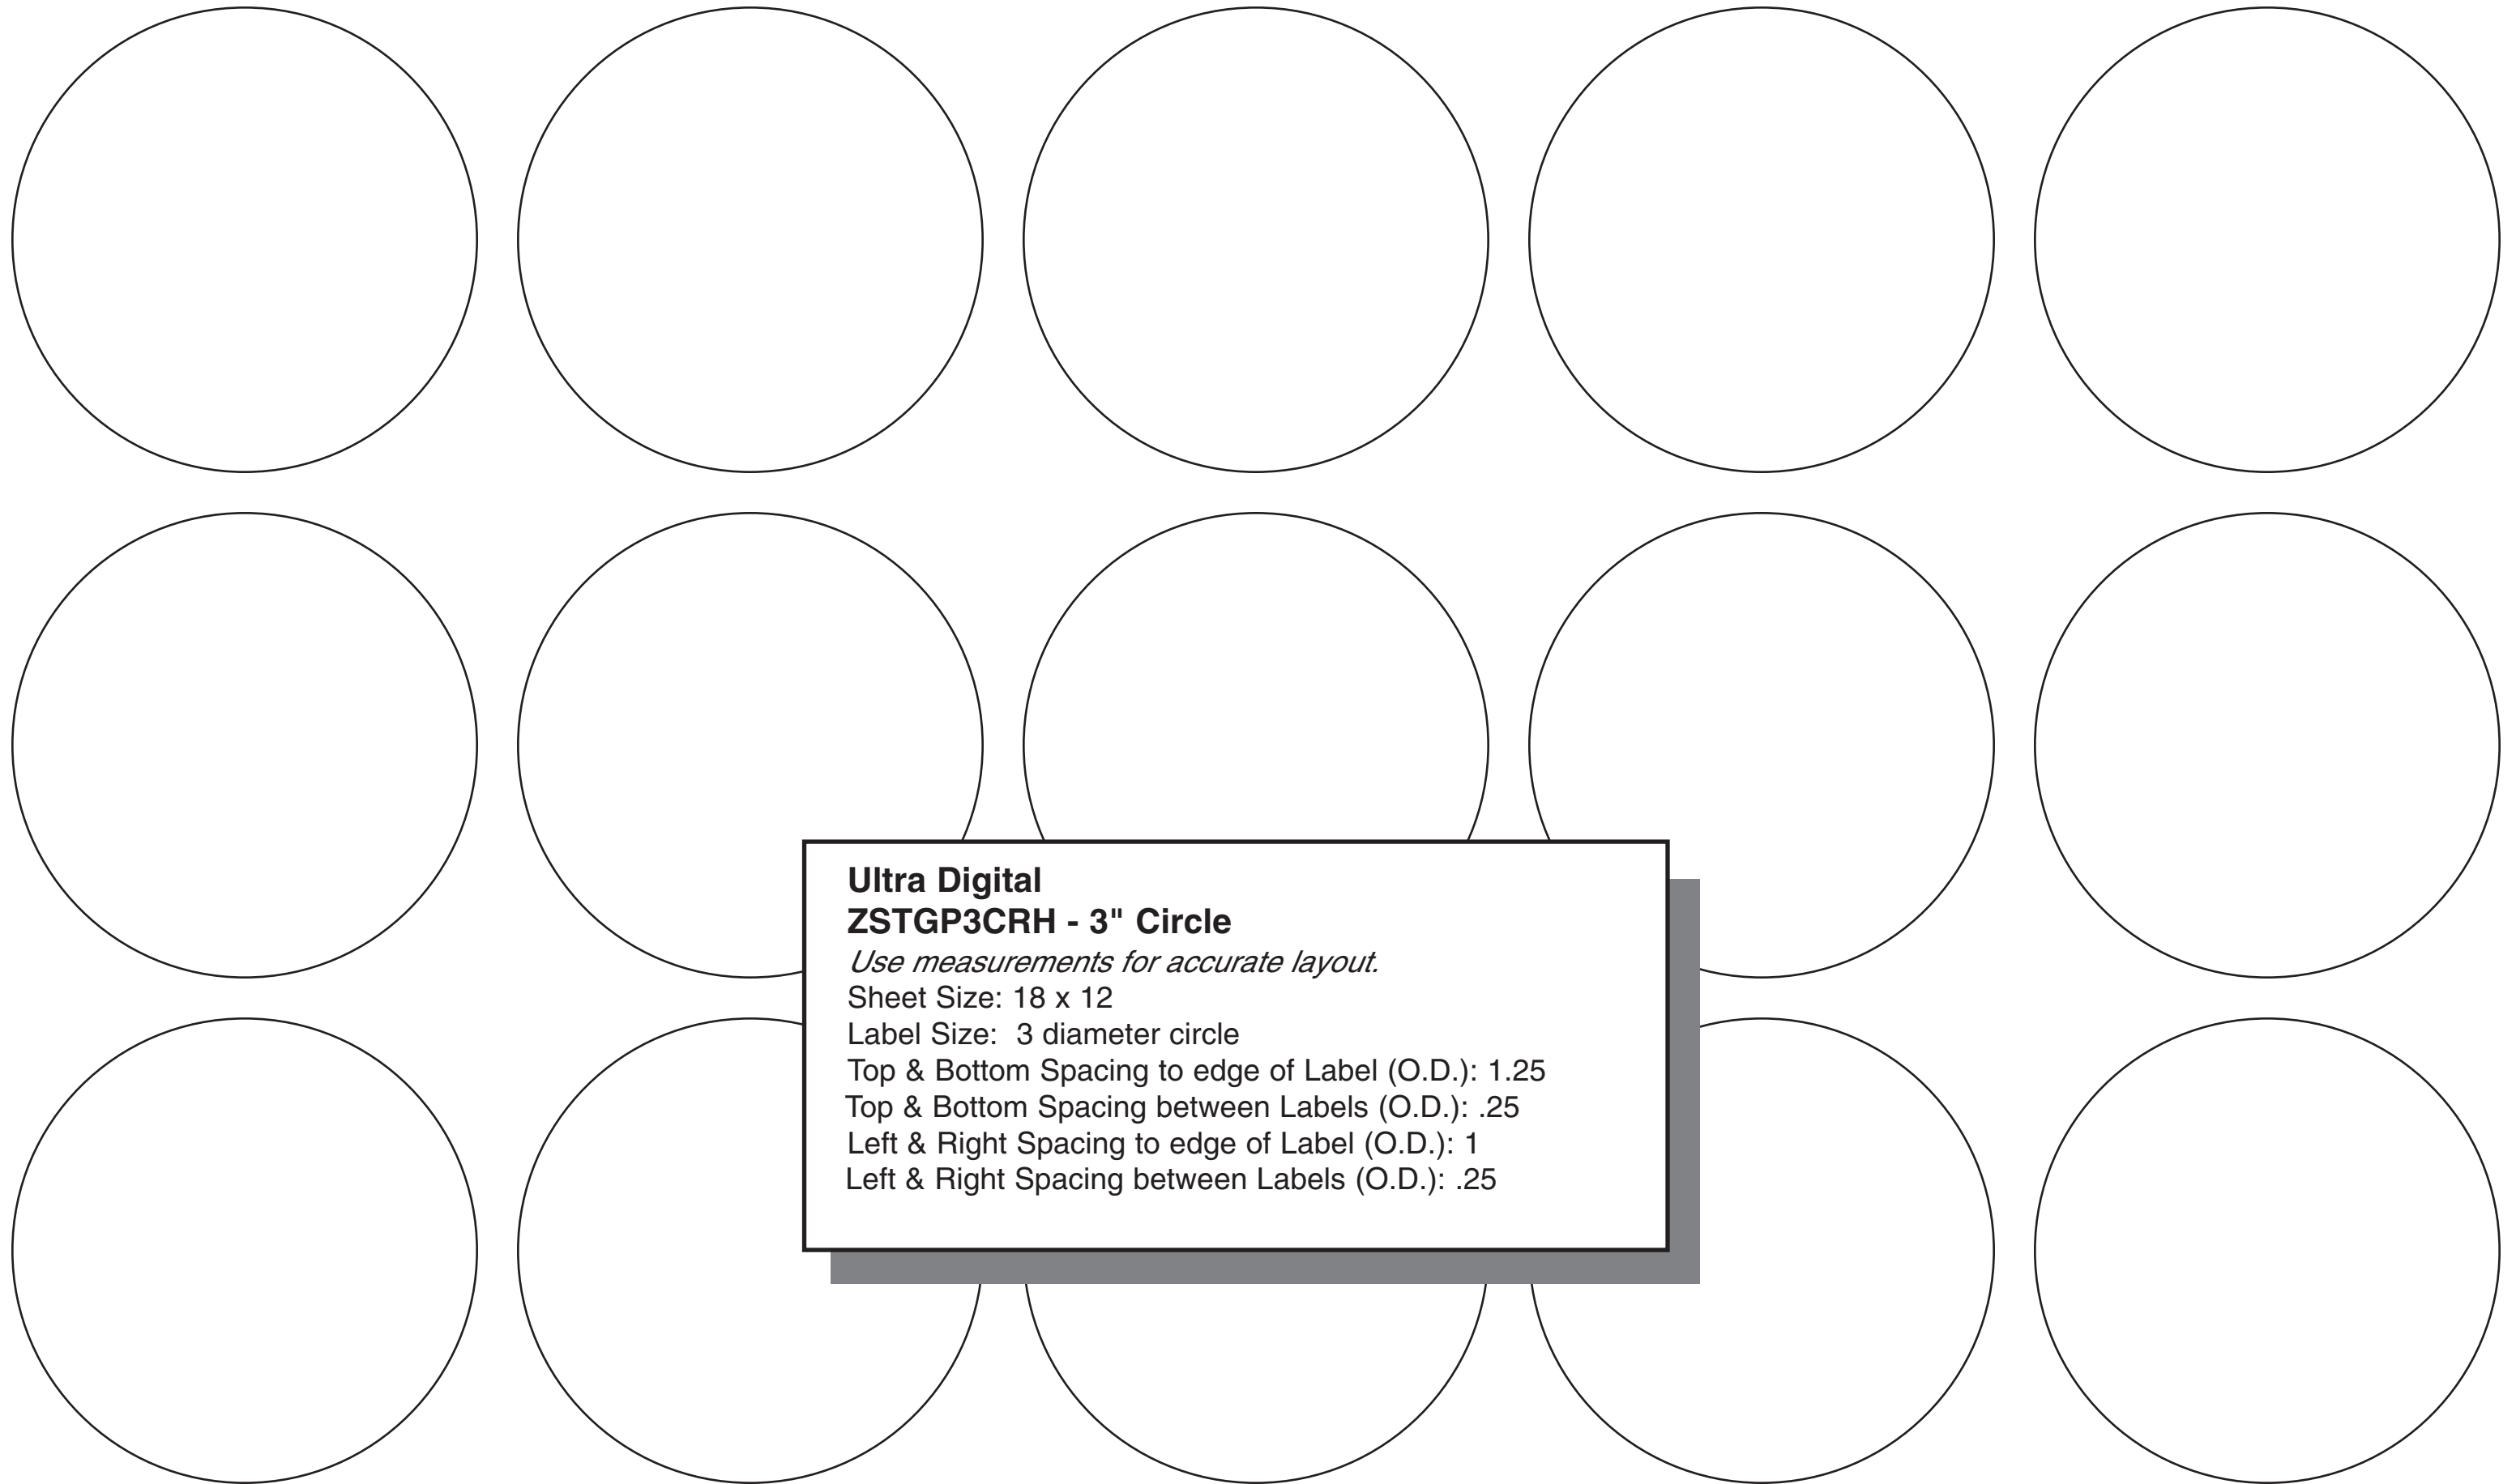 Ultra Digital
ZSTGP3CRH - 3" Circle
Use measurements for accurate layout.
Sheet Size: 18 x 12
Label Size:  3 diameter circle
Top & Bottom Spacing to edge of Label (O.D.): 1.25
Top & Bottom Spacing between Labels (O.D.): .25
Left & Right Spacing to edge of Label (O.D.): 1
Left & Right Spacing between Labels (O.D.): .25